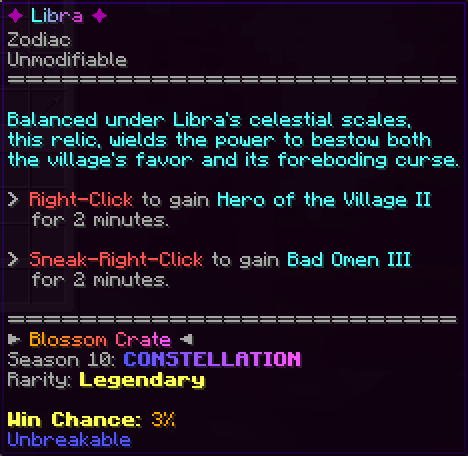 ✦ Libra ✦
Zodiac
Unmodifiable
======================================
Balanced under Libra's celestial scales,
this relic, wields the power to bestow both
the village's favor and its foreboding curse.
> Right-Click to gain Hero of the Village II
for 2 minutes.
> Sneak-Right-Click to gain Bad Omen III
for 2 minutes.
======================================
► Blossom Crate ◄
Season 10: CONSTELLATION
Rarity: Legendary
Win Chance: 3%
Unbreakable